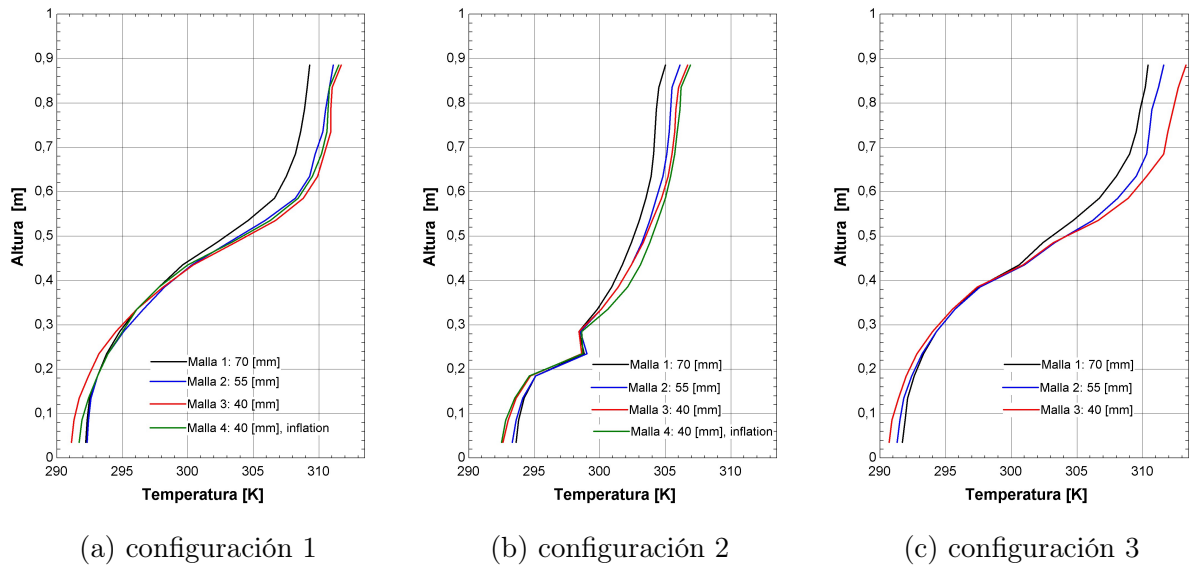 1
0,9
0,8
0,7
0,6
0,5
0,4
0,3
0,2
0,1
0
Altura [m]
290 295 300 305 310
Temperatura [K]
Malla 1: 70 [mm]
Malla 2: 55 [mm]
Malla 3: 40 [mm]
Malla 4: 40 [mm], inflation
(a) configuración 1
1
0,9
0,8
0,7
0,6
0,5
0,4
0,3
0,2
0,1
0
Altura [m]
290 295 300 305 310
Temperatura [K]
Malla 1: 70 [mm]
Malla 2: 55 [mm]
Malla 3: 40 [mm]
Malla 4: 40 [mm], inflation
(b) configuración 2
1
0,9
0,8
0,7
0,6
0,5
0,4
0,3
0,2
0,1
0
Altura [m]
290 295 300 305 310
Temperatura [K]
Malla 1: 70 [mm]
Malla 2: 55 [mm]
Malla 3: 40 [mm]
(c) configuración 3